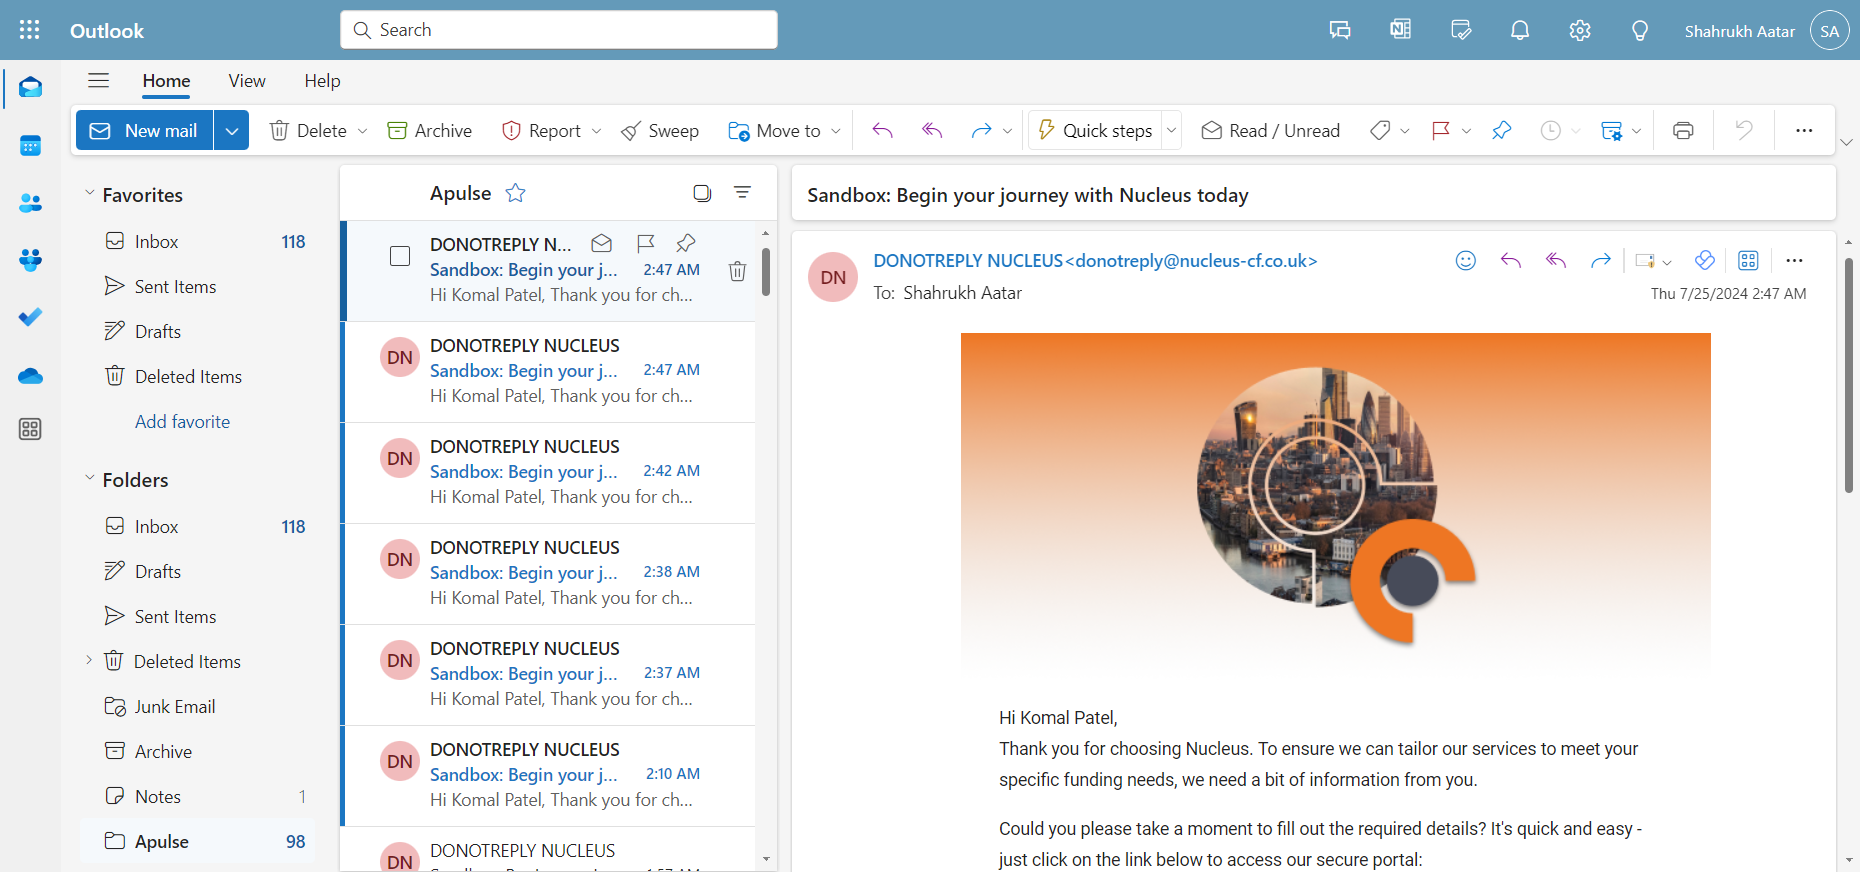 Outlook
Search
Shahrukh Aatar
SA
Home
View
Help
New mail
Delete
Archive
Report
Sweep
Move to
Quick steps
Read / Unread
Favorites
Inbox 118
Sent Items
Drafts
Deleted Items
Add favorite
Folders
Inbox 118
Drafts
Sent Items
Deleted Items
Junk Email
Archive
Notes 1
Apulse 98
Apulse
DONOTREPLY N...
Sandbox: Begin your j... 2:47 AM
Hi Komal Patel, Thank you for ch...
DN
DONOTREPLY NUCLEUS
Sandbox: Begin your j... 2:47 AM
Hi Komal Patel, Thank you for ch...
DN
DONOTREPLY NUCLEUS
Sandbox: Begin your j... 2:42 AM
Hi Komal Patel, Thank you for ch...
DN
DONOTREPLY NUCLEUS
Sandbox: Begin your j... 2:38 AM
Hi Komal Patel, Thank you for ch...
DN
DONOTREPLY NUCLEUS
Sandbox: Begin your j... 2:37 AM
Hi Komal Patel, Thank you for ch...
DN
DONOTREPLY NUCLEUS
Sandbox: Begin your j... 2:10 AM
Hi Komal Patel, Thank you for ch...
DN
DONOTREPLY NUCLEUS
Sandbox: Begin your journey with Nucleus today
DN
DONOTREPLY NUCLEUS<donotreply@nucleus-cf.co.uk>
To: Shahrukh Aatar
Thu 7/25/2024 2:47 AM
Hi Komal Patel,
Thank you for choosing Nucleus. To ensure we can tailor our services to meet your
specific funding needs, we need a bit of information from you.
Could you please take a moment to fill out the required details? It's quick and easy -
just click on the link below to access our secure portal: